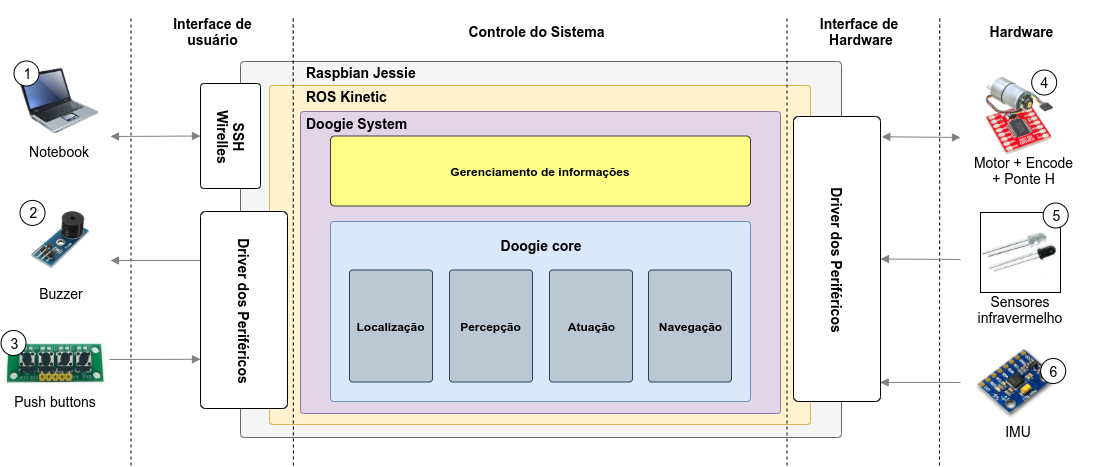 Interface de
usuário
Controle do Sistema
Interface de
Hardware
Hardware
1
Notebook
2
Buzzer
3
Push buttons
SSH
Wirelles
Driver dos Periféricos
Raspbian Jessie
ROS Kinetic
Doogie System
Gerenciamento de informações
Doogie core
Localização
Percepção
Atuação
Navegação
Driver dos Periféricos
4
Motor + Encode
+ Ponte H
5
Sensores
infravermelho
6
IMU